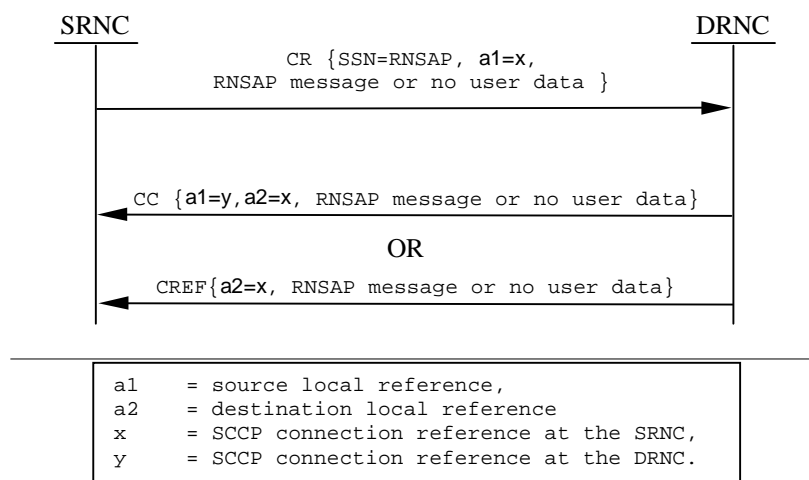 SRNC DRNC
CR {SSN=RNSAP, a1=x,
RNSAP message or no user data }
CC {a1=y,a2=x, RNSAP message or no user data}
OR
CREF{a2=x, RNSAP message or no user data}
a1 = source local reference,
a2 = destination local reference
x = SCCP connection reference at the SRNC,
y = SCCP connection reference at the DRNC.